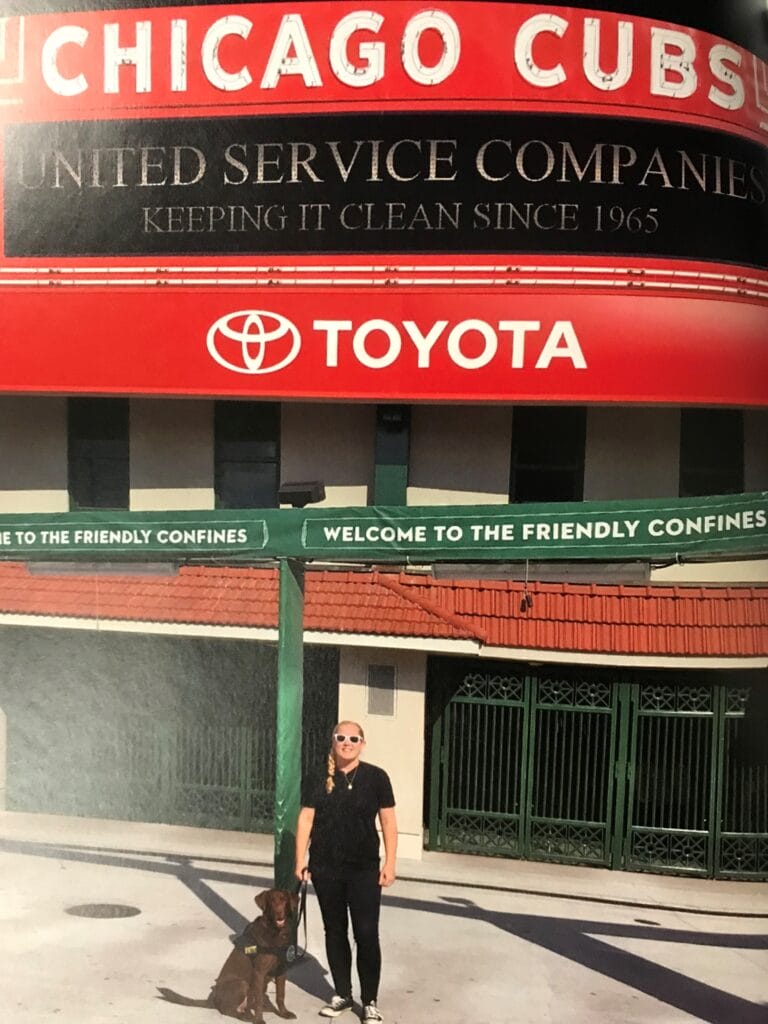 CHICAGO CUBS
UNITED SERVICE COMPANIES
KEEPING IT CLEAN SINCE 1965
TOYOTA
E TO THE FRIENDLY CONFINES
WELCOME TO THE FRIENDLY CONFINES